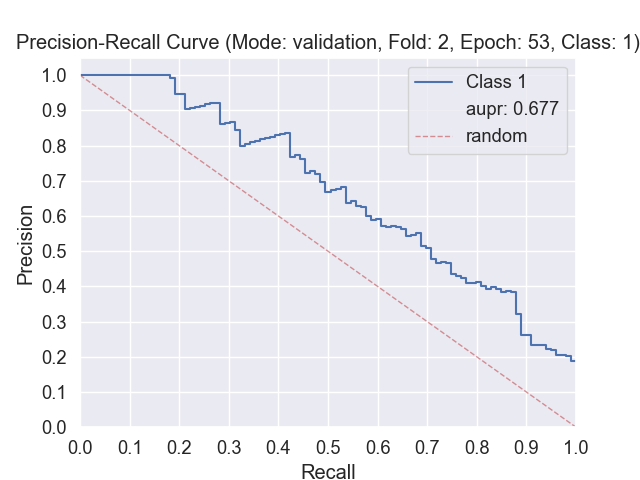 Precision-Recall Curve (Mode: validation, Fold: 2, Epoch: 53, Class: 1)
Class 1
aupr: 0.677
random
1.0
0.9
0.8
0.7
0.6
0.5
0.4
0.3
0.2
0.1
0.0
Precision
0.0 0.1 0.2 0.3 0.4 0.5 0.6 0.7 0.8 0.9 1.0
Recall